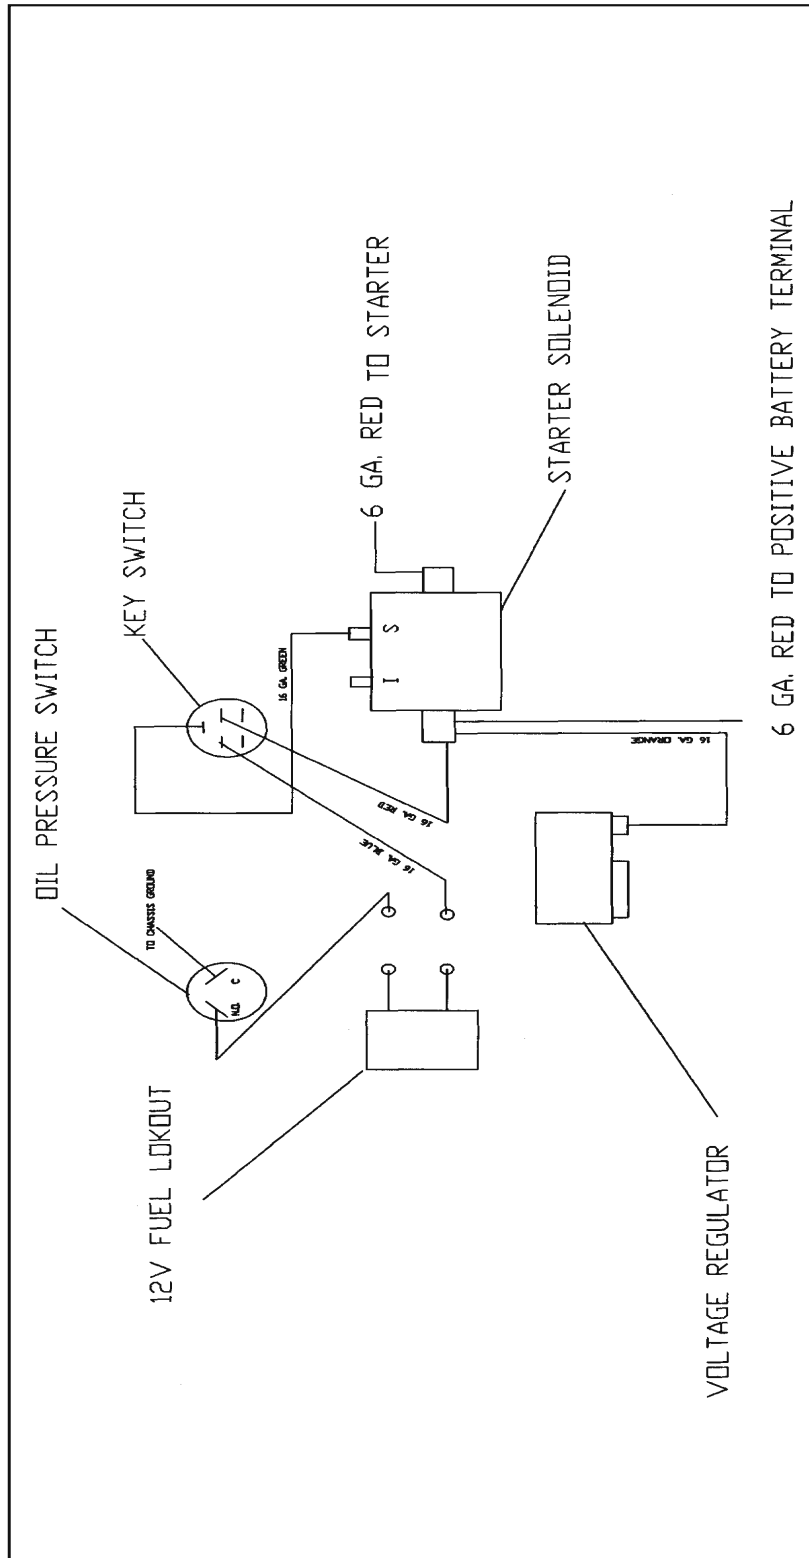 OIL PRESSURE SWITCH
KEY SWITCH
TO CHASSIS GROUND
12V FUEL LOKOUT
N.O.
C
16 GA. GREEN
6 GA. RED TO STARTER
16 GA. BLUE
16 GA. RED
I
S
STARTER SOLENOID
16 GA. ORANGE
VOLTAGE REGULATOR
6 GA. RED TO POSITIVE BATTERY TERMINAL